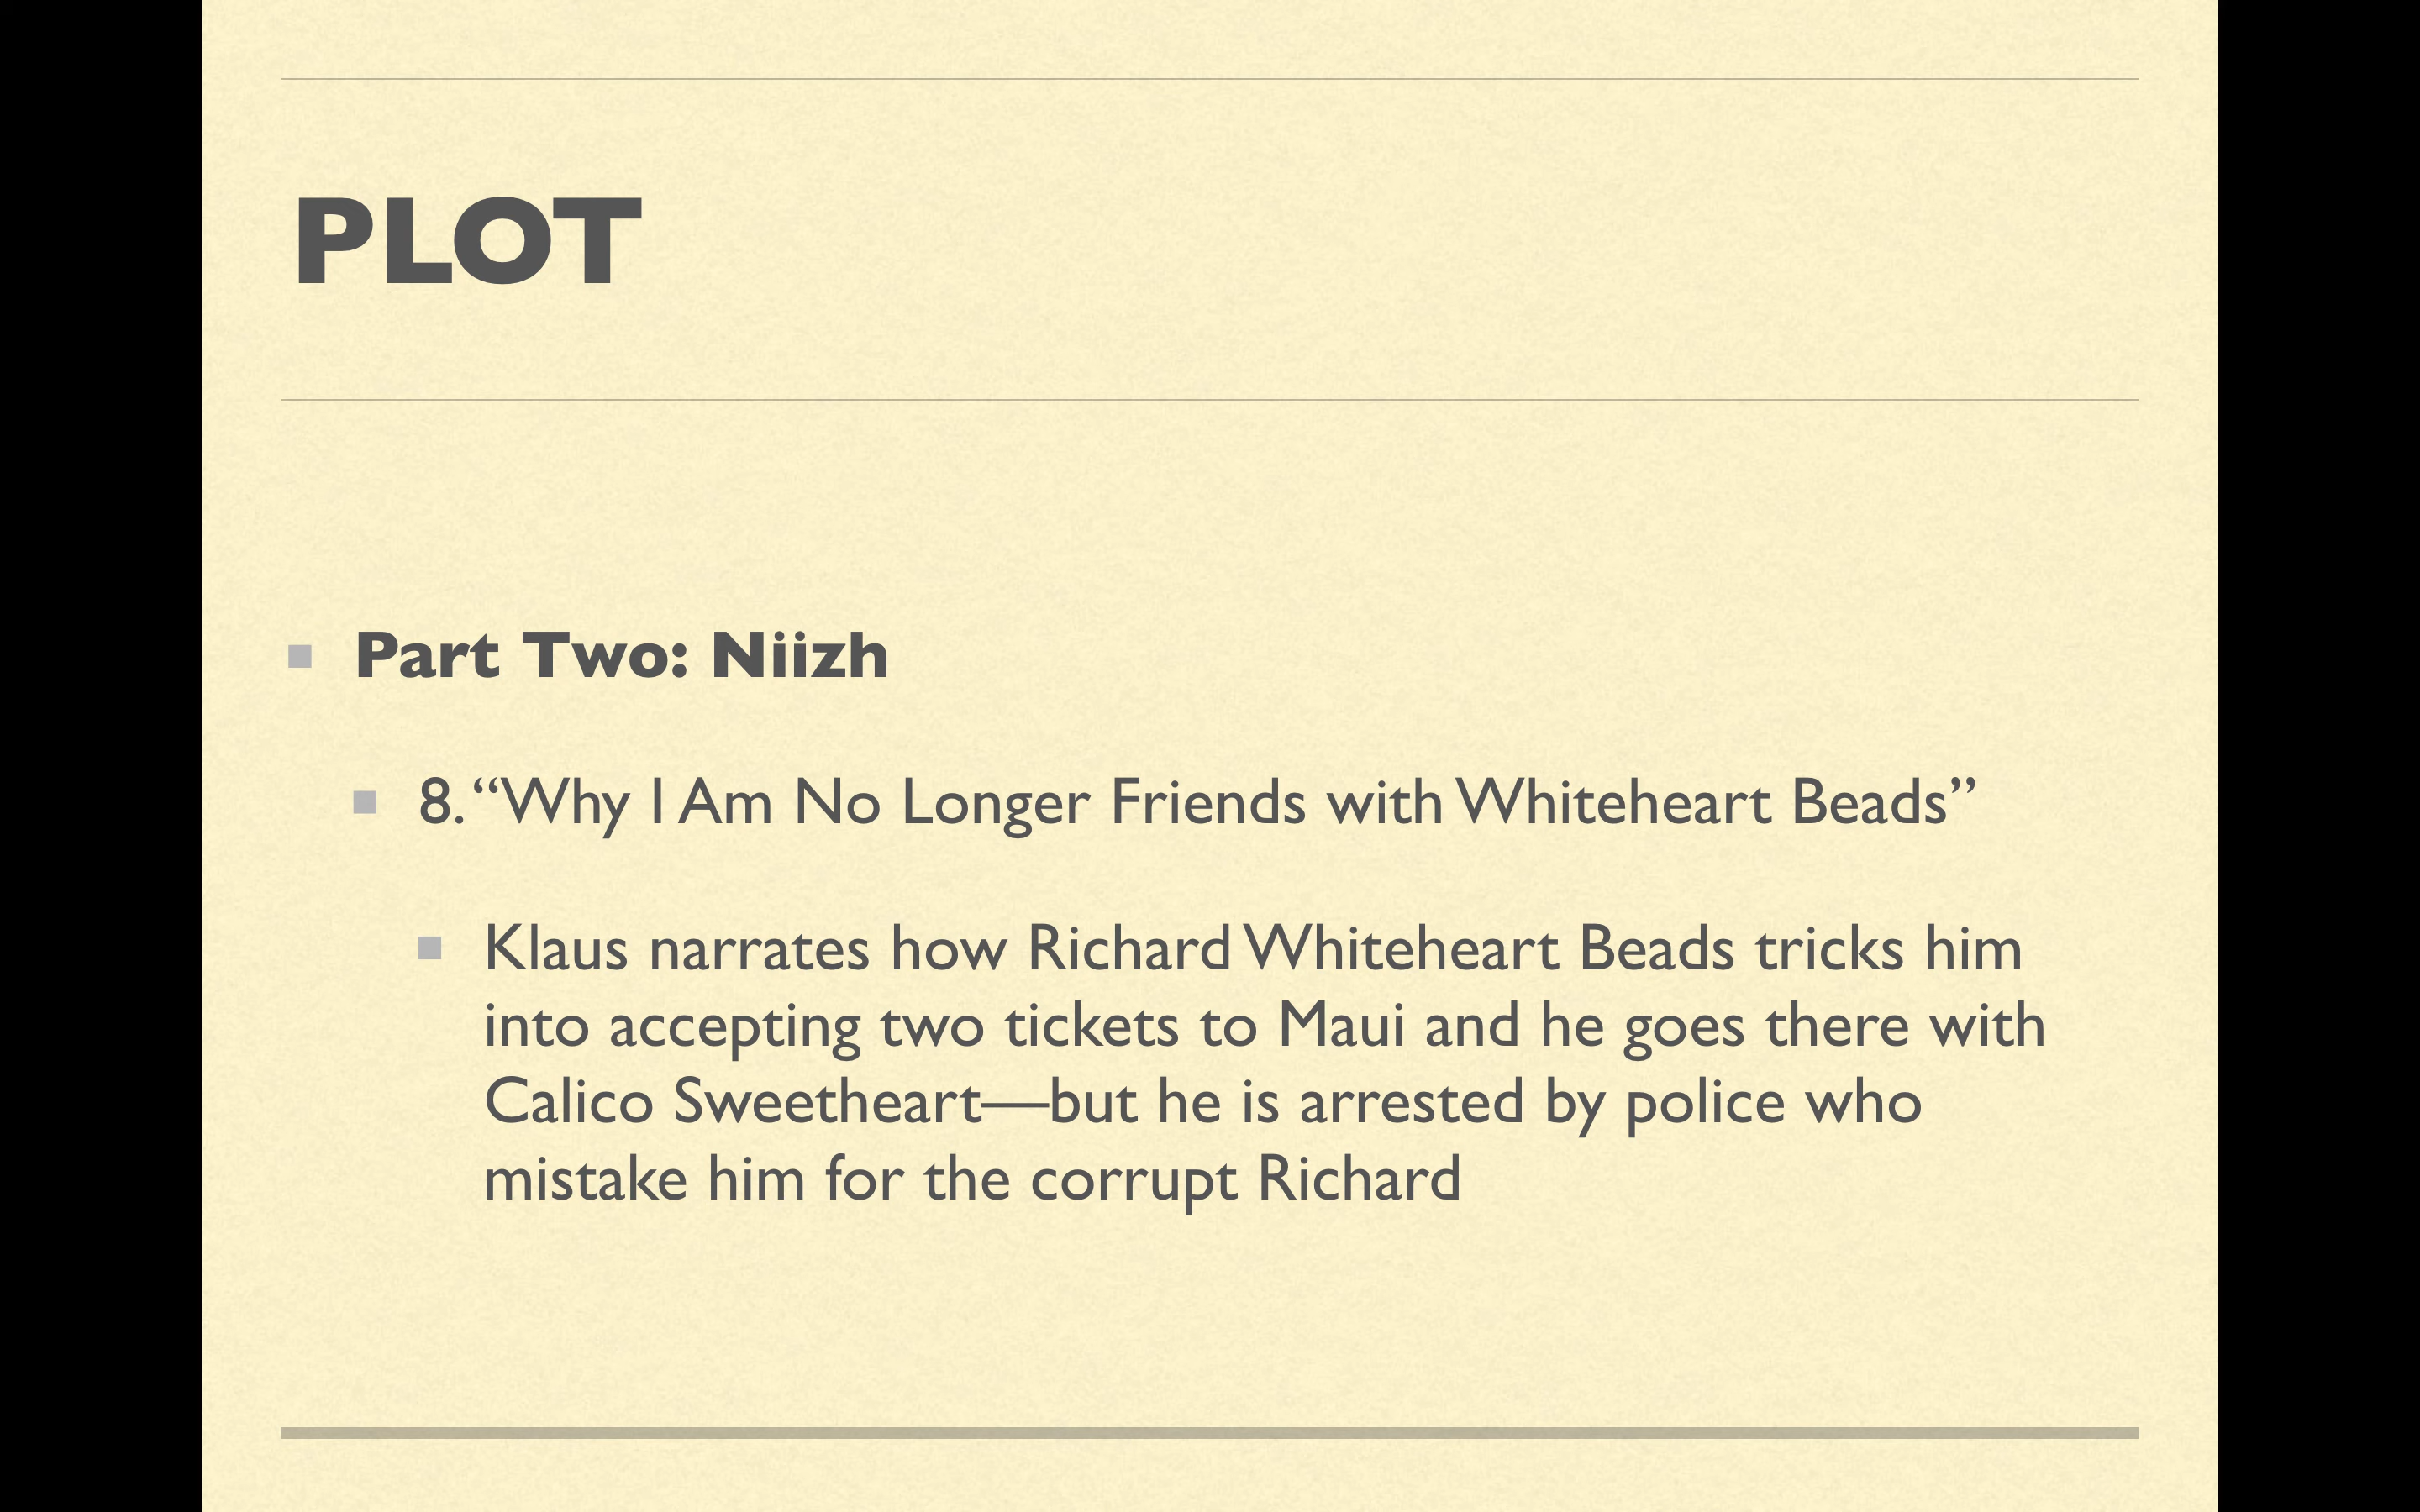 PLOT
Part Two: Niizh
8. “Why I Am No Longer Friends with Whiteheart Beads”
Klaus narrates how Richard Whiteheart Beads tricks him
into accepting two tickets to Maui and he goes there with
Calico Sweetheart—but he is arrested by police who
mistake him for the corrupt Richard